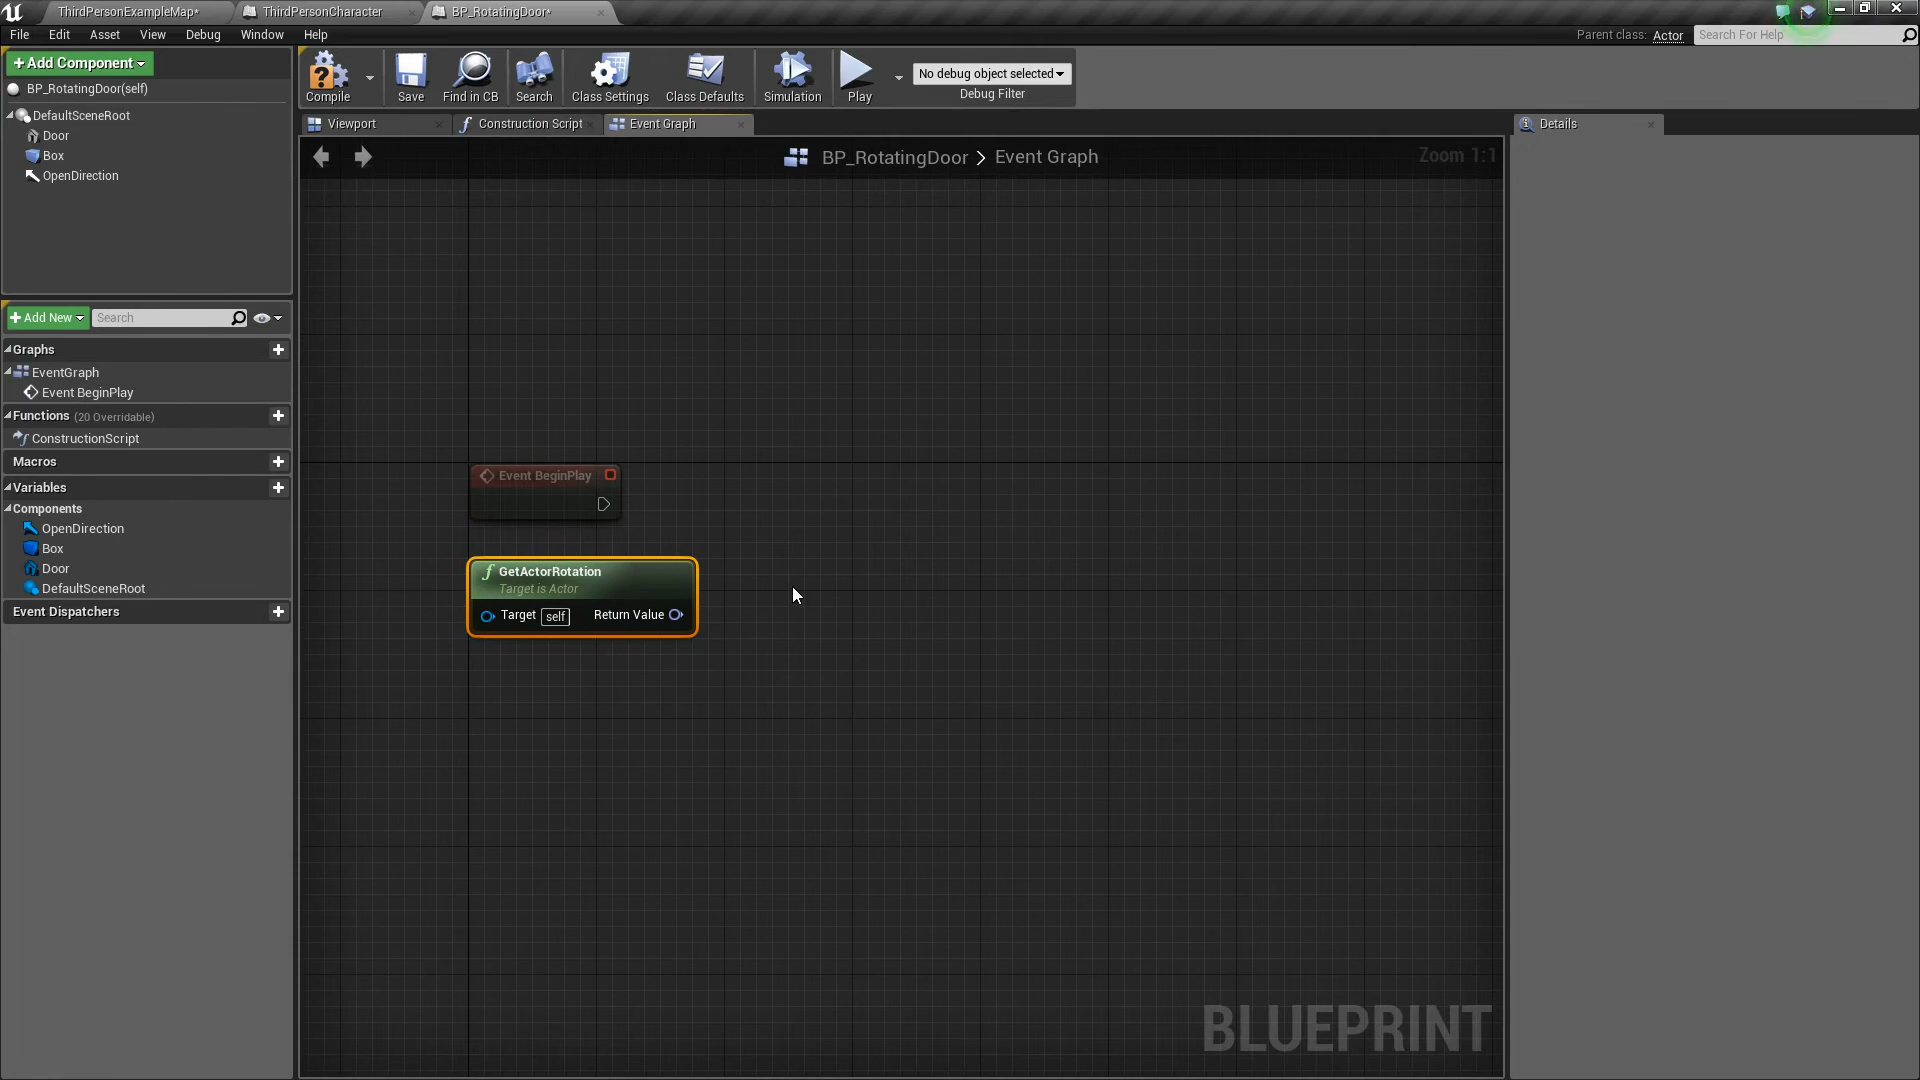 ThirdPersonExampleMap*
ThirdPersonCharacter
BP_RotatingDoor*
File Edit Asset View Debug Window Help
Parent class: Actor
Search For Help
Add Component
BP_RotatingDoor(self)
DefaultSceneRoot
Door
Box
OpenDirection
Compile
Save
Find in CB
Search
Class Settings
Class Defaults
Simulation
Play
No debug object selected
Debug Filter
Viewport
Construction Script
Event Graph
Details
BP_RotatingDoor > Event Graph
Zoom 1:1
Add New
Search
Graphs
EventGraph
Event BeginPlay
Functions (20 Overridable)
ConstructionScript
Macros
Variables
Components
OpenDirection
Box
Door
DefaultSceneRoot
Event Dispatchers
Event BeginPlay
f GetActorRotation
Target is Actor
Target self Return Value
BLUEPRINT